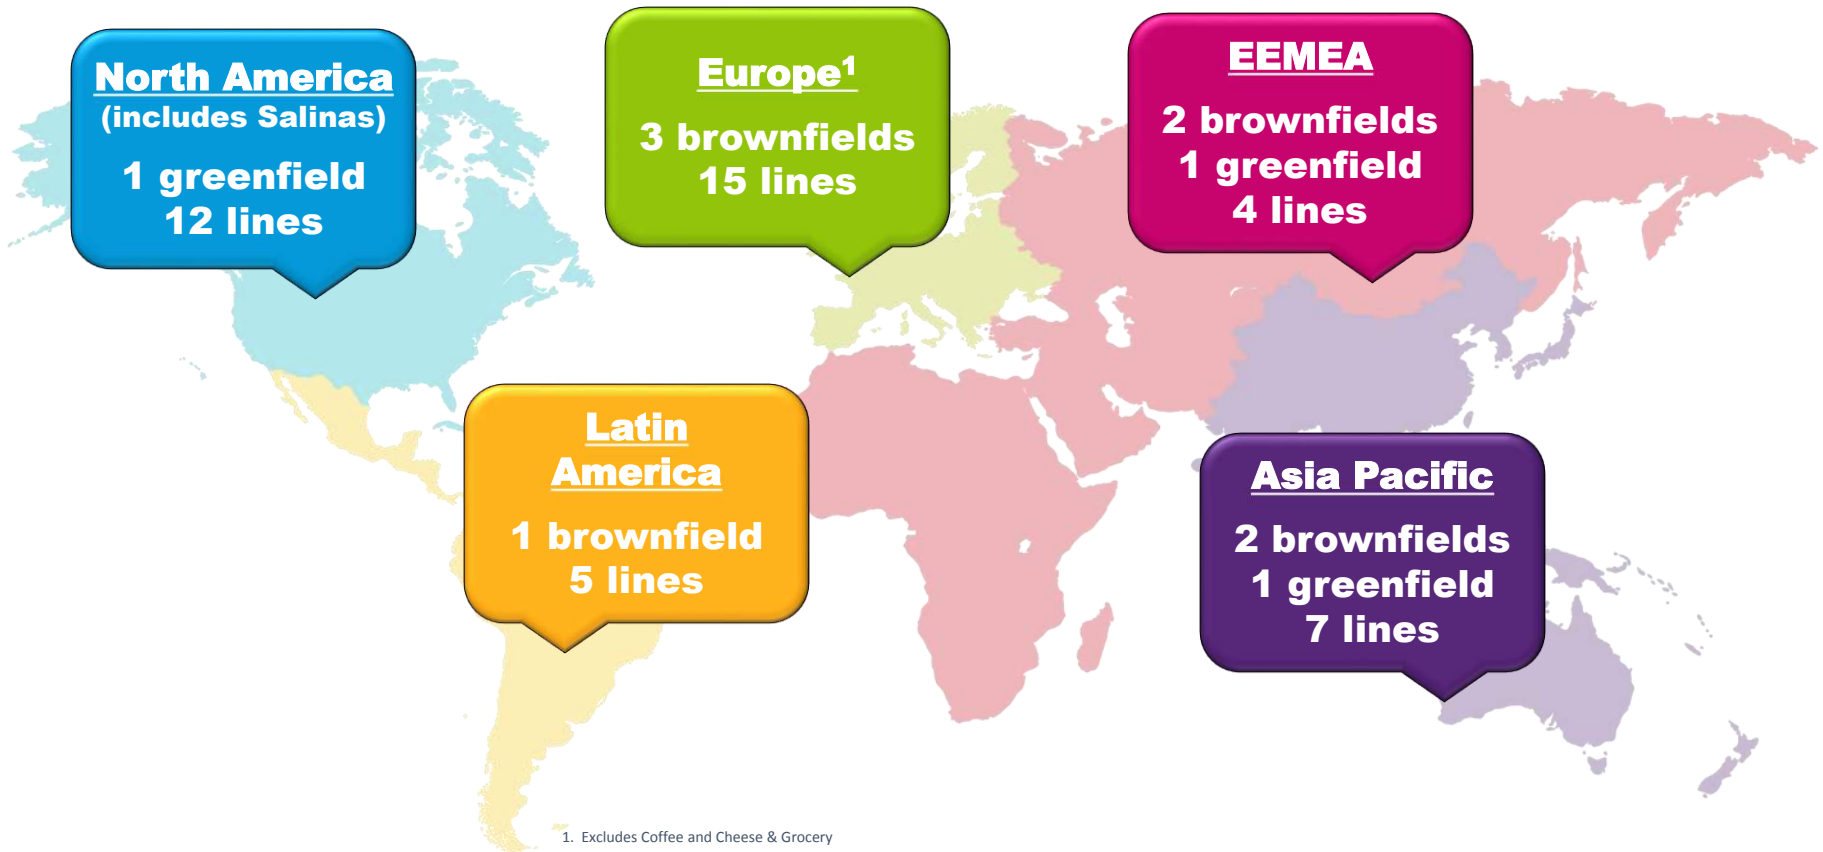 North America
(includes Salinas)
1 greenfield
12 lines
Europe¹
3 brownfields
15 lines
EEMEA
2 brownfields
1 greenfield
4 lines
Latin
America
1 brownfield
5 lines
Asia Pacific
2 brownfields
1 greenfield
7 lines
1. Excludes Coffee and Cheese & Grocery